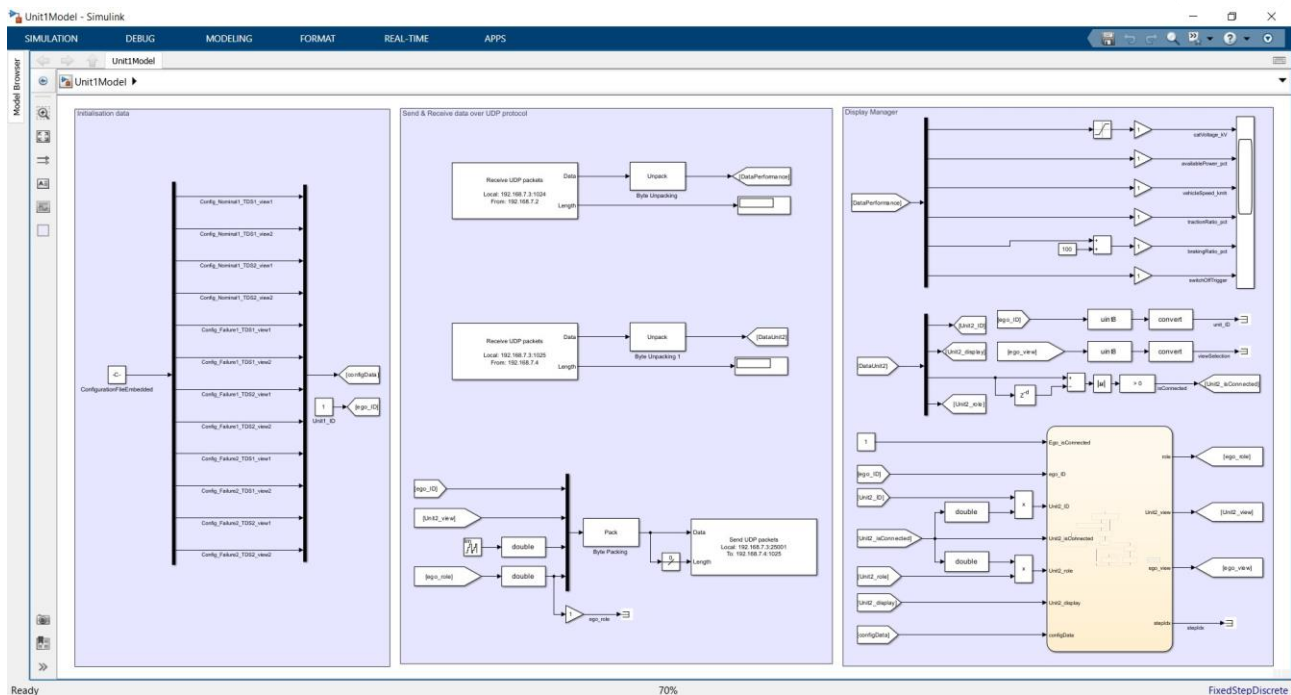 Unit1Model - Simulink
SIMULATION DEBUG MODELING FORMAT REAL-TIME APPS
Unit1Model
Model Browser
Unit1Model
Initialisation data
Config_Nominal1_TDS1_view1
Config_Nominal1_TDS1_view2
Config_Nominal1_TDS2_view1
Config_Nominal1_TDS2_view2
Config_Failure1_TDS1_view1
Config_Failure1_TDS1_view2
Config_Failure1_TDS2_view1
Config_Failure1_TDS2_view2
Config_Failure2_TDS1_view1
Config_Failure2_TDS1_view2
Config_Failure2_TDS2_view1
Config_Failure2_TDS2_view2
-C-
ConfigurationFileEmbedded
[configData]
1
Unit1_ID
[ego_ID]
Send & Receive data over UDP protocol
Receive UDP packets
Local: 192.168.7.3:1024
From: 192.168.7.2
Data
Length
Unpack
Byte Unpacking
[DataPerformance]
Receive UDP packets
Local: 192.168.7.3:1025
From: 192.168.7.4
Data
Length
Unpack
Byte Unpacking 1
[DataUnit2]
[ego_ID]
[Unit2_view]
double
[ego_role]
double
Pack
Byte Packing
Data
Length
Send UDP packets
Local: 192.168.7.3:25001
To: 192.168.7.4:1025
1
ego_role
Display Manager
[DataPerformance]
1
catVoltage_kV
1
availablePower_pct
1
vehicleSpeed_kmh
1
tractionRatio_pct
100
1
brakingRatio_pct
1
switchOffTrigger
[DataUnit2]
[Unit2_ID]
[ego_ID]
uint8
convert
unit_ID
[Unit2_display]
[ego_view]
uint8
convert
viewSelection
Z-d
|u|
> 0
isConnected
[Unit2_isConnected]
[Unit2_role]
1
Ego_isConnected
[ego_ID]
ego_ID
[Unit2_ID]
double
x
Unit2_ID
[Unit2_isConnected]
Unit2_isConnected
double
x
[Unit2_role]
Unit2_role
[Unit2_display]
Unit2_display
[configData]
configData
role
[ego_role]
Unit2_view
[Unit2_view]
ego_view
[ego_view]
stepIdx
stepIdx
Ready 70% FixedStepDiscrete